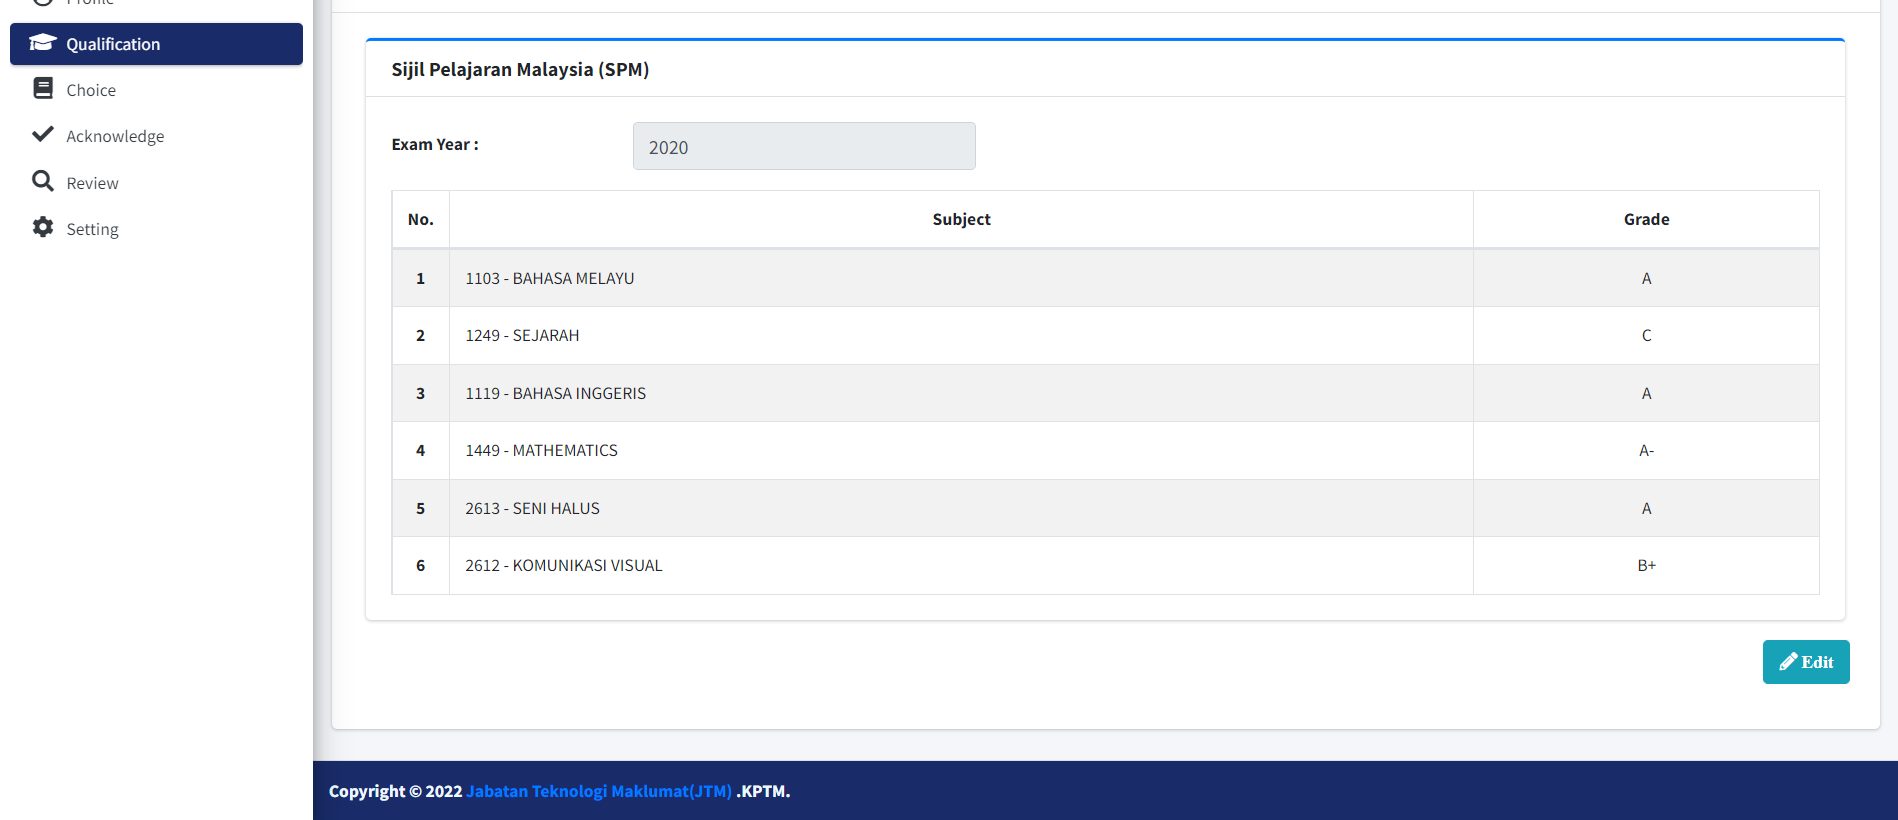 Profile
Qualification
Choice
Acknowledge
Review
Setting
Sijil Pelajaran Malaysia (SPM)
Exam Year :
2020
No. Subject Grade
1 1103 - BAHASA MELAYU A
2 1249 - SEJARAH C
3 1119 - BAHASA INGGERIS A
4 1449 - MATHEMATICS A-
5 2613 - SENI HALUS A
6 2612 - KOMUNIKASI VISUAL B+
Edit
Copyright © 2022 Jabatan Teknologi Maklumat(JTM) .KPTM.